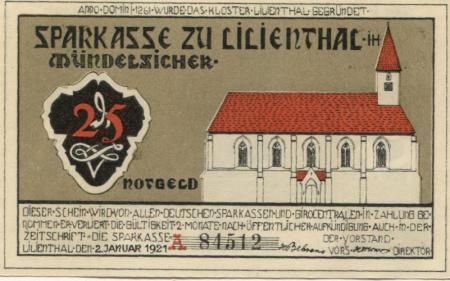 ANNO·DOMINI·1261·WURDE·DAS·KLOSTER·LILIENTHAL·GEGRÜNDET·
SPARKASSE ZU LILIENTHAL·IH
MÜNDELSICHER·
25
NOTGELD
DIESER·SCHEIN·WIRD·VON·ALLEN·DEUTSCHEN·SPARKASSEN·UND·GIROCENTRALEN·IN·ZAHLUNG·GE-
NOMMEN·ER·VERLIERT·DIE·GÜLTIGKEIT·2·MONATE·NACH·ÖFFENTLICHER·AUFKÜNDIGUNG·AUCH·IN·DER·
ZEITSCHRIFT·DIE SPARKASSE· A 84512 DER·VORSTAND·
LILIENTHAL·DEN·2.JANUAR 1921 VORS· DIREKTOR·